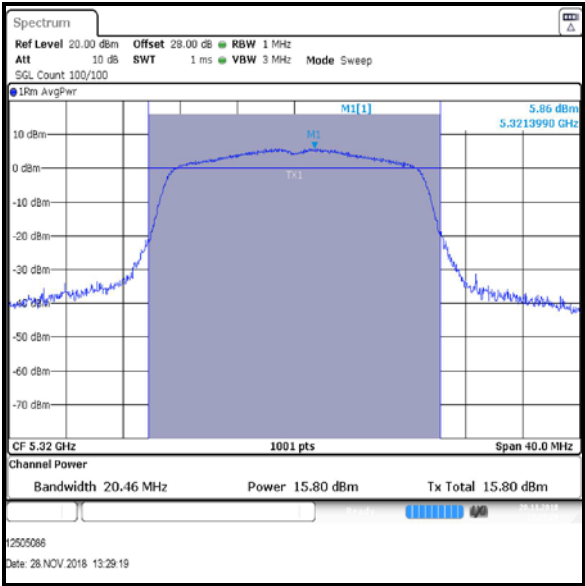 Spectrum
Ref Level 20.00 dBm Offset 28.00 dB RBW 1 MHz
Att 10 dB SWT 1 ms VBW 3 MHz Mode Sweep
SGL Count 100/100
1Rm AvgPwr
M1[1] 5.86 dBm
5.3213990 GHz
10 dBm
M1
0 dBm
TX1
-10 dBm
-20 dBm
-30 dBm
-40 dBm
-50 dBm
-60 dBm
-70 dBm
CF 5.32 GHz 1001 pts Span 40.0 MHz
Channel Power
Bandwidth 20.46 MHz Power 15.80 dBm Tx Total 15.80 dBm
12505086
Date: 28.NOV.2018 13:29:19